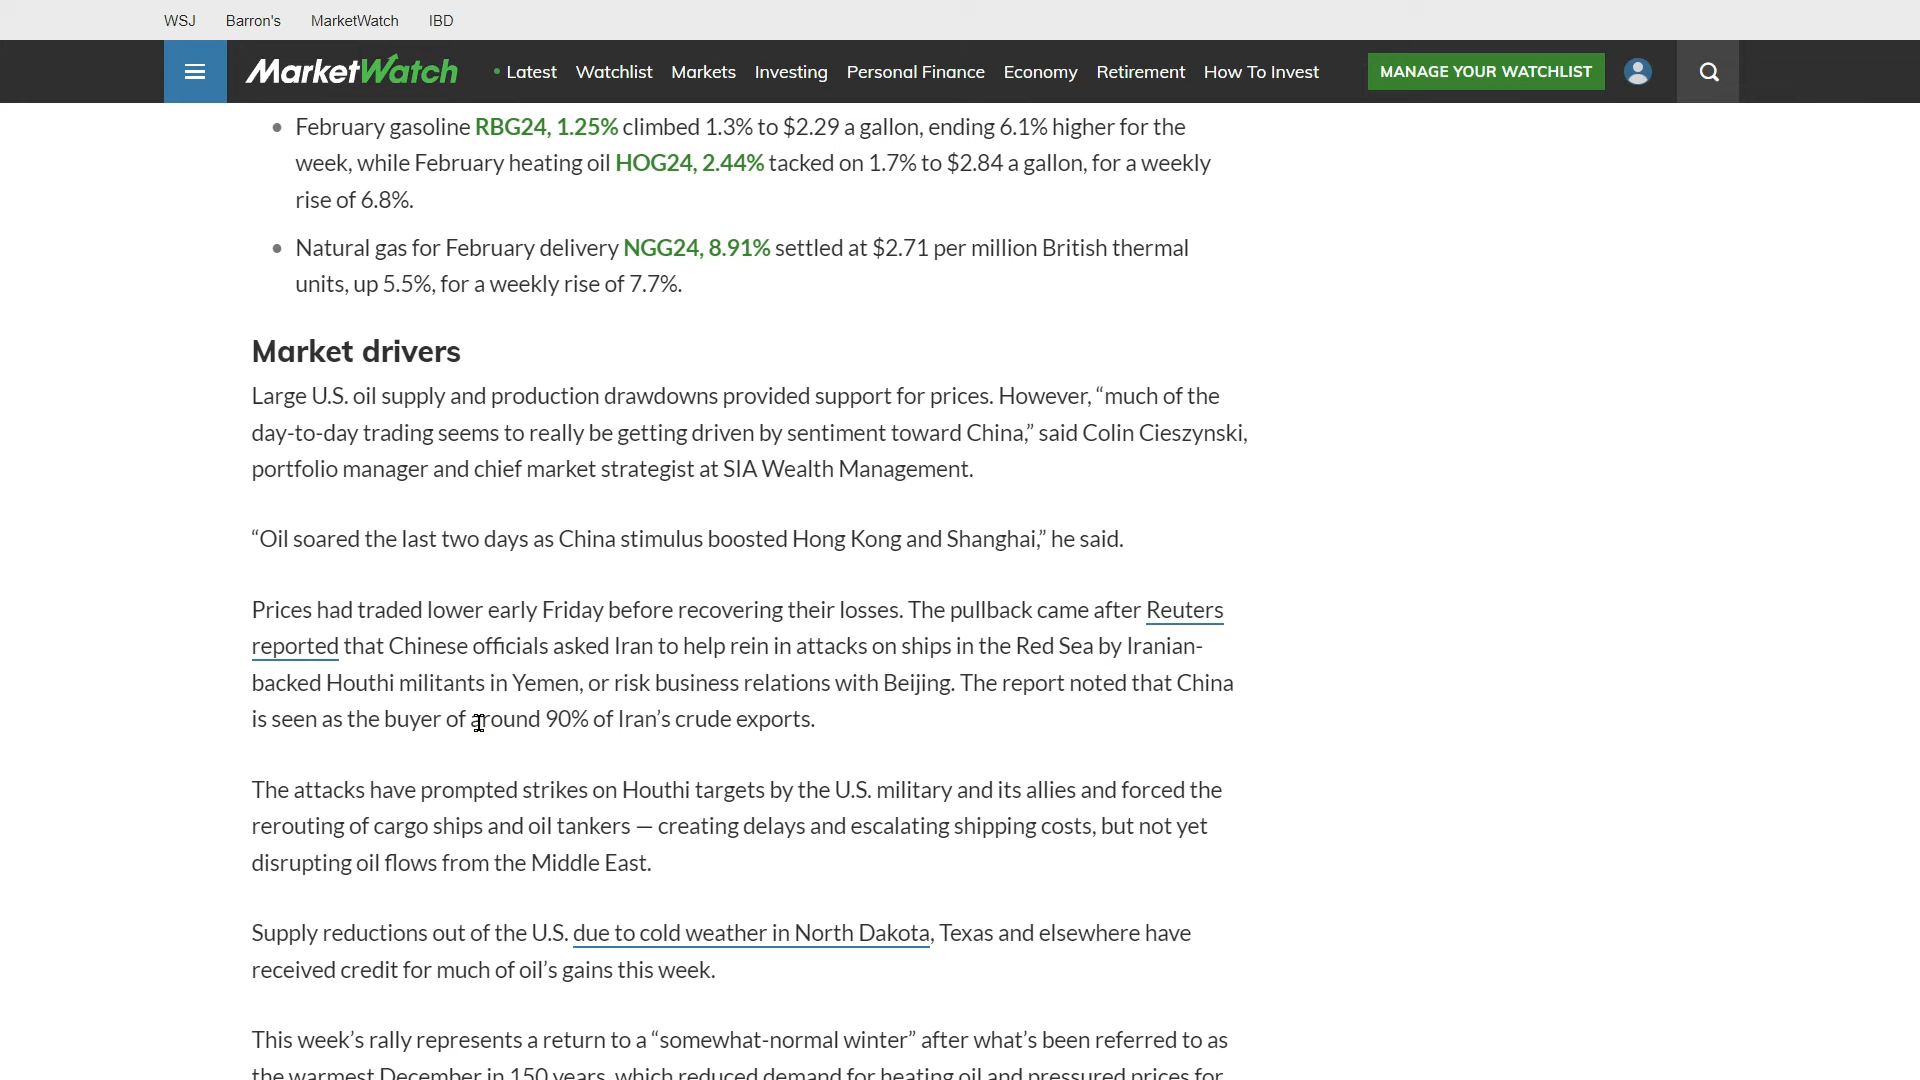 WSJ Barron's MarketWatch IBD
MarketWatch • Latest Watchlist Markets Investing Personal Finance Economy Retirement How To Invest MANAGE YOUR WATCHLIST
• February gasoline RBG24, 1.25% climbed 1.3% to $2.29 a gallon, ending 6.1% higher for the
week, while February heating oil HOG24, 2.44% tacked on 1.7% to $2.84 a gallon, for a weekly
rise of 6.8%.
• Natural gas for February delivery NGG24, 8.91% settled at $2.71 per million British thermal
units, up 5.5%, for a weekly rise of 7.7%.
Market drivers
Large U.S. oil supply and production drawdowns provided support for prices. However, “much of the
day-to-day trading seems to really be getting driven by sentiment toward China,” said Colin Cieszynski,
portfolio manager and chief market strategist at SIA Wealth Management.
“Oil soared the last two days as China stimulus boosted Hong Kong and Shanghai,” he said.
Prices had traded lower early Friday before recovering their losses. The pullback came after Reuters
reported that Chinese officials asked Iran to help rein in attacks on ships in the Red Sea by Iranian-
backed Houthi militants in Yemen, or risk business relations with Beijing. The report noted that China
is seen as the buyer of around 90% of Iran’s crude exports.
The attacks have prompted strikes on Houthi targets by the U.S. military and its allies and forced the
rerouting of cargo ships and oil tankers — creating delays and escalating shipping costs, but not yet
disrupting oil flows from the Middle East.
Supply reductions out of the U.S. due to cold weather in North Dakota, Texas and elsewhere have
received credit for much of oil’s gains this week.
This week’s rally represents a return to a “somewhat-normal winter” after what’s been referred to as
the warmest December in 150 years, which reduced demand for heating oil and pressured prices for